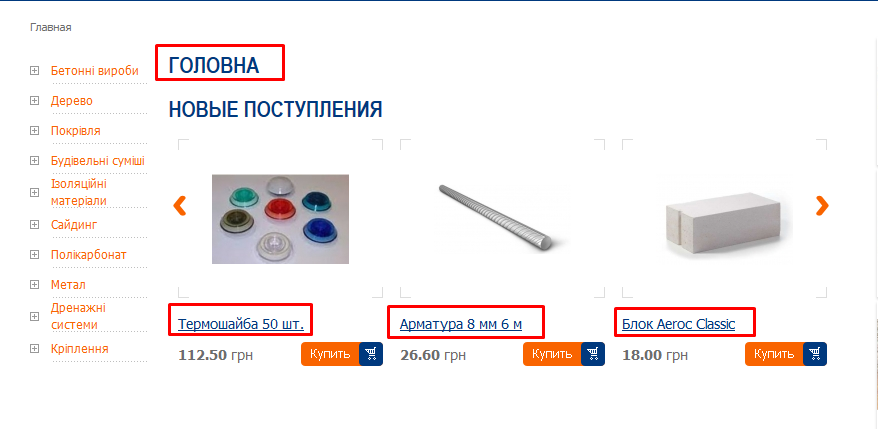 Главная
Бетонні вироби
Дерево
Покрівля
Будівельні суміші
Ізоляційні
матеріали
Сайдинг
Полікарбонат
Метал
Дренажні
системи
Кріплення
ГОЛОВНА
НОВЫЕ ПОСТУПЛЕНИЯ
Термошайба 50 шт.
112.50 грн
Купить
Арматура 8 мм 6 м
26.60 грн
Купить
Блок Aeroc Classic
18.00 грн
Купить